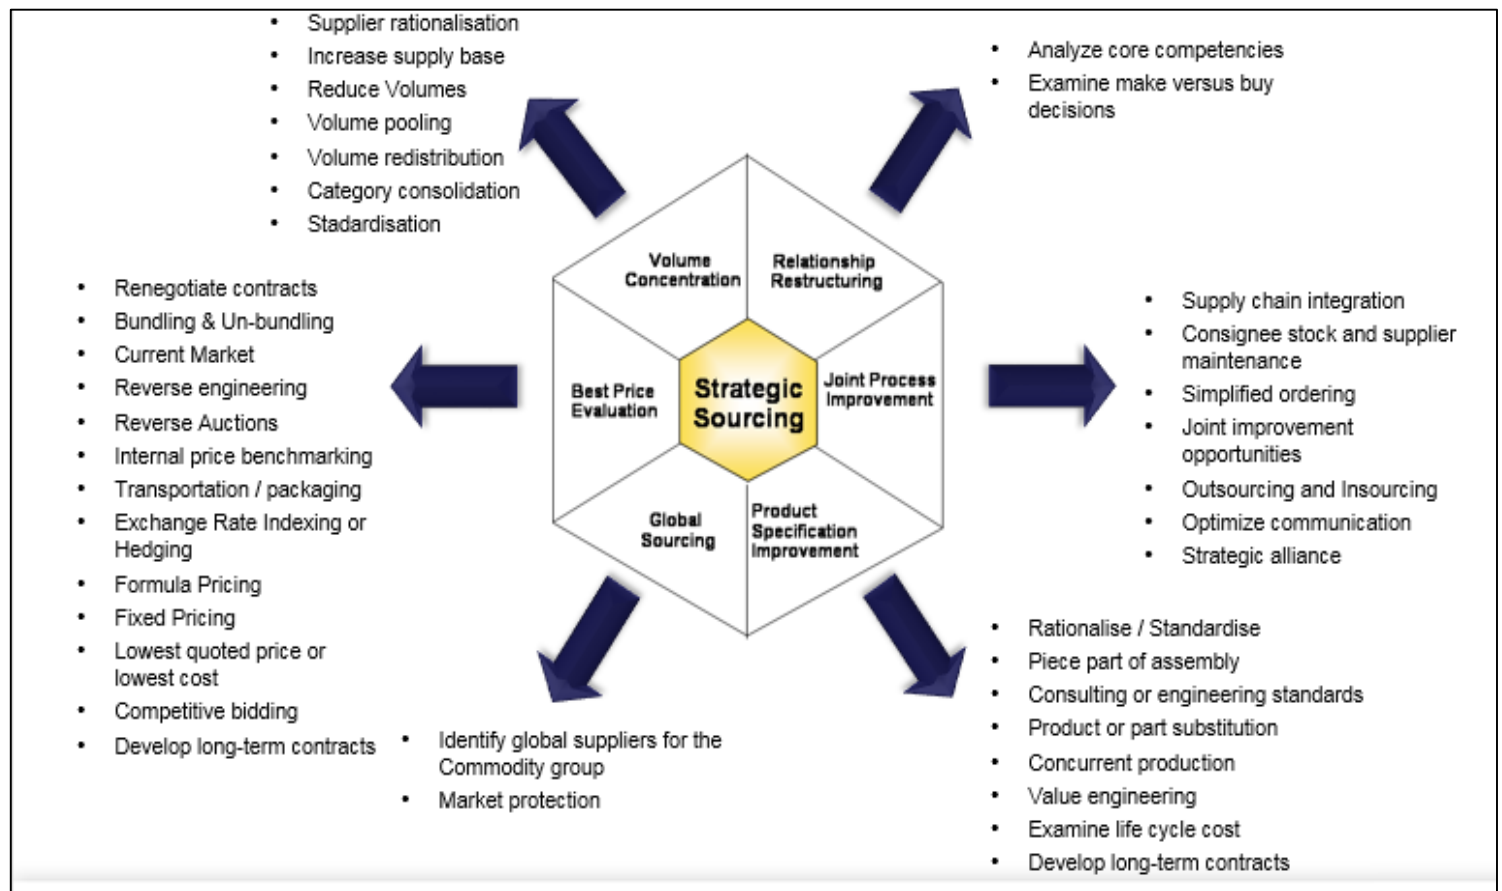 Supplier rationalisation
Increase supply base
Reduce Volumes
Volume pooling
Volume redistribution
Category consolidation
Stadardisation
Analyze core competencies
Examine make versus buy
decisions
Renegotiate contracts
Bundling & Un-bundling
Current Market
Reverse engineering
Reverse Auctions
Internal price benchmarking
Transportation / packaging
Exchange Rate Indexing or
Hedging
Formula Pricing
Fixed Pricing
Lowest quoted price or
lowest cost
Competitive bidding
Develop long-term contracts
Volume
Concentration
Relationship
Restructuring
Best Price
Evaluation
Strategic
Sourcing
Joint Process
Improvement
Global
Sourcing
Product
Specification
Improvement
Supply chain integration
Consignee stock and supplier
maintenance
Simplified ordering
Joint improvement
opportunities
Outsourcing and Insourcing
Optimize communication
Strategic alliance
Identify global suppliers for the
Commodity group
Market protection
Rationalise / Standardise
Piece part of assembly
Consulting or engineering standards
Product or part substitution
Concurrent production
Value engineering
Examine life cycle cost
Develop long-term contracts